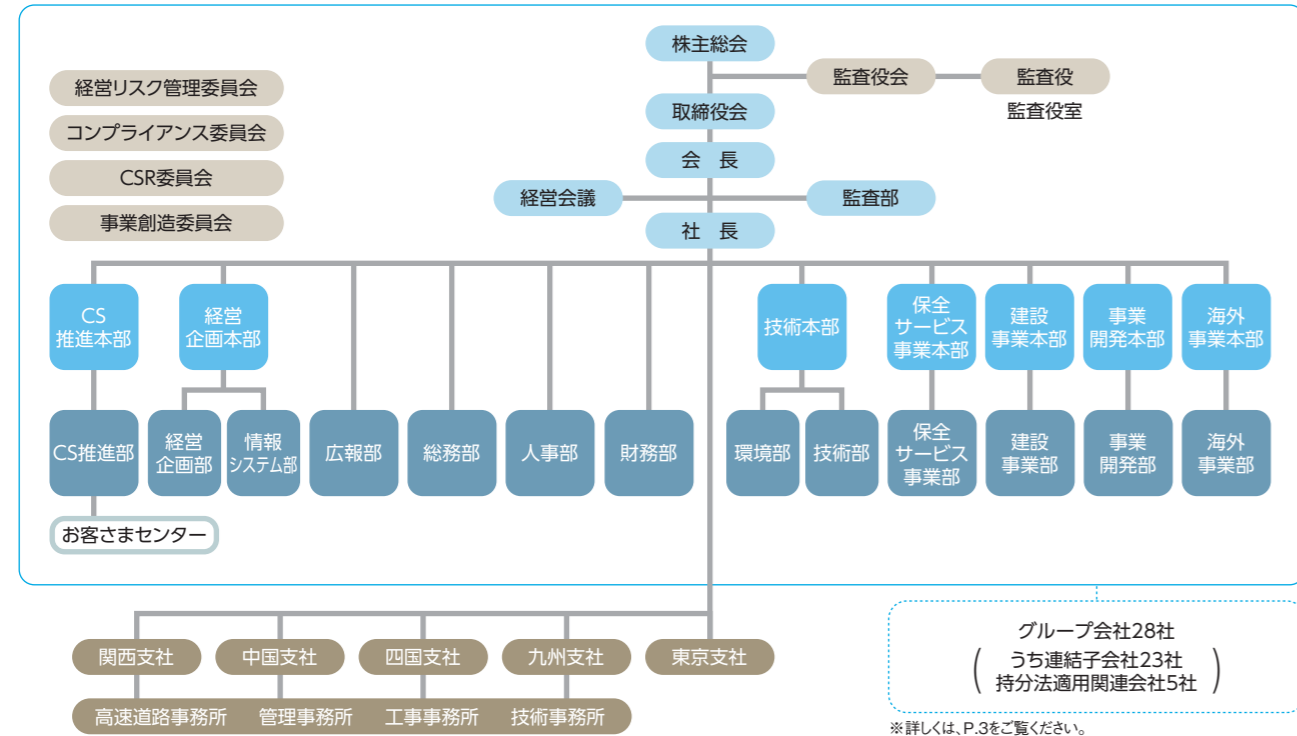 株主総会
監査役会
監査役
監査役室
経営リスク管理委員会
コンプライアンス委員会
CSR委員会
事業創造委員会
取締役会
会　長
経営会議
監査部
社　長
CS
推進本部
経営
企画本部
技術本部
保全
サービス
事業本部
建設
事業本部
事業
開発本部
海外
事業本部
CS推進部
経営
企画部
情報
システム部
広報部
総務部
人事部
財務部
環境部
技術部
保全
サービス
事業部
建設
事業部
事業
開発部
海外
事業部
お客さまセンター
関西支社
中国支社
四国支社
九州支社
東京支社
高速道路事務所　管理事務所　工事事務所　技術事務所
グループ会社28社
うち連結子会社23社
持分法適用関連会社5社
※詳しくは、P.3をご覧ください。